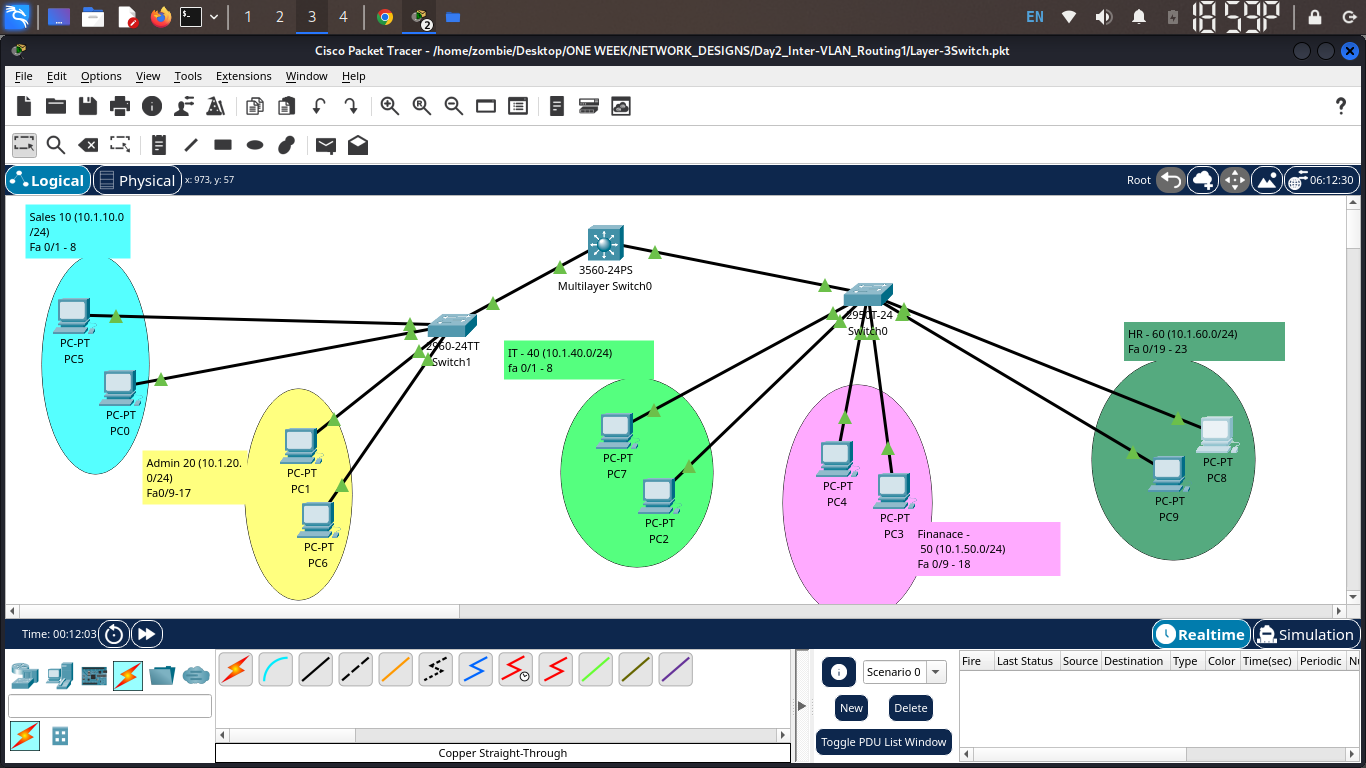 1 2 3 4
2
EN
18 59P
Cisco Packet Tracer - /home/zombie/Desktop/ONE WEEK/NETWORK_DESIGNS/Day2_Inter-VLAN_Routing1/Layer-3Switch.pkt
File Edit Options View Tools Extensions Window Help
?
Logical Physical x: 973, y: 57
Root 06:12:30
Sales 10 (10.1.10.0
/24)
Fa 0/1 - 8
3560-24PS
Multilayer Switch0
PC-PT
PC5
2960-24TT
Switch1
2950T-24
Switch0
HR - 60 (10.1.60.0/24)
Fa 0/19 - 23
IT - 40 (10.1.40.0/24)
fa 0/1 - 8
PC-PT
PC0
Admin 20 (10.1.20.
0/24)
Fa0/9-17
PC-PT
PC1
PC-PT
PC6
PC-PT
PC7
PC-PT
PC2
PC-PT
PC4
PC-PT
PC3
PC-PT
PC8
PC-PT
PC9
Finanace -
50 (10.1.50.0/24)
Fa 0/9 - 18
Time: 00:12:03
Realtime Simulation
Scenario 0
New Delete
Toggle PDU List Window
Fire Last Status Source Destination Type Color Time(sec) Periodic
Copper Straight-Through